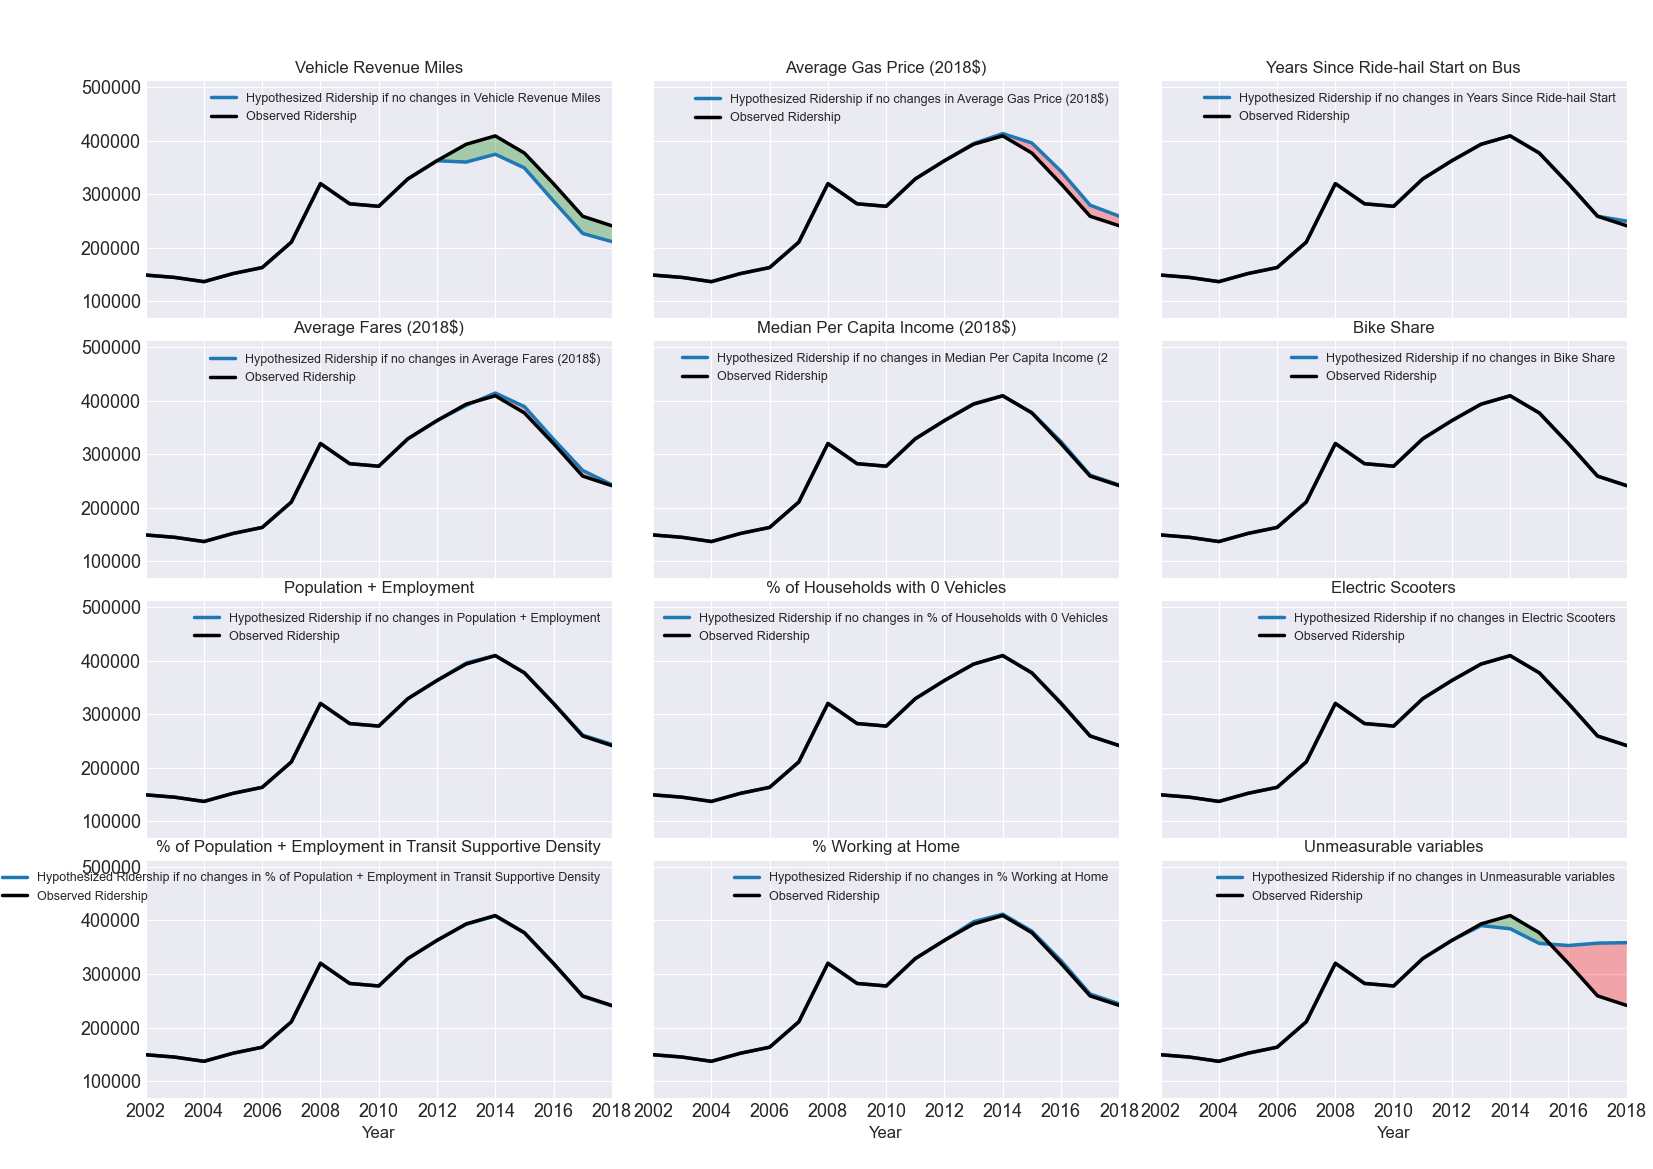 Vehicle Revenue Miles
Hypothesized Ridership if no changes in Vehicle Revenue Miles
Observed Ridership
500000
400000
300000
200000
100000
Average Gas Price (2018$)
Hypothesized Ridership if no changes in Average Gas Price (2018$)
Observed Ridership
Years Since Ride-hail Start on Bus
Hypothesized Ridership if no changes in Years Since Ride-hail Start
Observed Ridership
Average Fares (2018$)
Hypothesized Ridership if no changes in Average Fares (2018$)
Observed Ridership
500000
400000
300000
200000
100000
Median Per Capita Income (2018$)
Hypothesized Ridership if no changes in Median Per Capita Income (2
Observed Ridership
Bike Share
Hypothesized Ridership if no changes in Bike Share
Observed Ridership
Population + Employment
Hypothesized Ridership if no changes in Population + Employment
Observed Ridership
500000
400000
300000
200000
100000
% of Households with 0 Vehicles
Hypothesized Ridership if no changes in % of Households with 0 Vehicles
Observed Ridership
Electric Scooters
Hypothesized Ridership if no changes in Electric Scooters
Observed Ridership
% of Population + Employment in Transit Supportive Density
Hypothesized Ridership if no changes in % of Population + Employment in Transit Supportive Density
Observed Ridership
500000
400000
300000
200000
100000
2002 2004 2006 2008 2010 2012 2014 2016 2018
Year
% Working at Home
Hypothesized Ridership if no changes in % Working at Home
Observed Ridership
2002 2004 2006 2008 2010 2012 2014 2016 2018
Year
Unmeasurable variables
Hypothesized Ridership if no changes in Unmeasurable variables
Observed Ridership
2002 2004 2006 2008 2010 2012 2014 2016 2018
Year